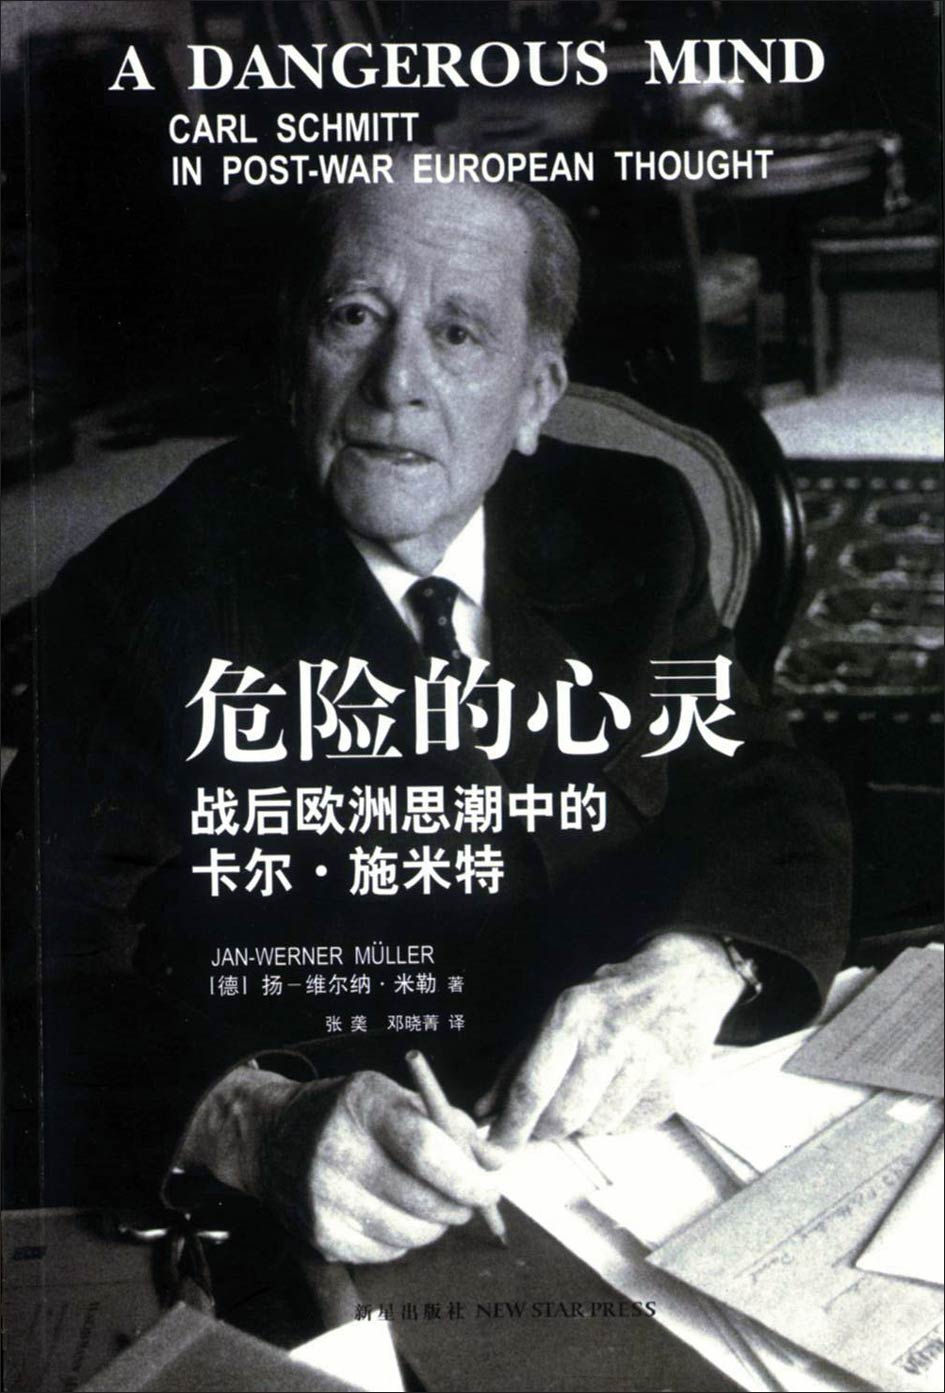 A DANGEROUS MIND
CARL SCHMITT
IN POST-WAR EUROPEAN THOUGHT
危险的心灵
战后欧洲思潮中的
卡尔·施米特
JAN-WERNER MÜLLER
[德] 扬-维尔纳·米勒 著
张龑 邓晓菁 译
新星出版社 NEW STAR PRESS